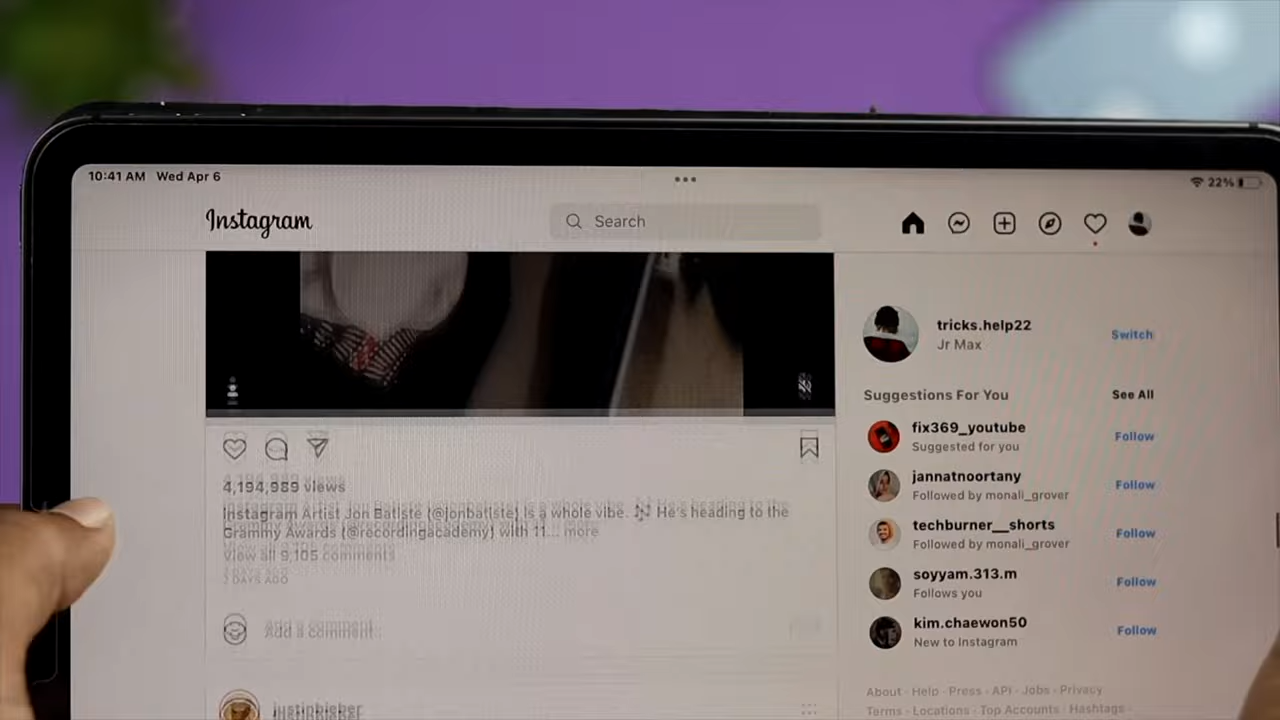 10:41 AM Wed Apr 6
22%
Instagram
Search
tricks.help22
Jr Max
Switch
Suggestions For You
See All
fix369_youtube
Suggested for you
Follow
jannatnoortany
Followed by monali_grover
Follow
techburner__shorts
Followed by monali_grover
Follow
soyyam.313.m
Follows you
Follow
kim.chaewon50
New to Instagram
Follow
About · Help · Press · API · Jobs · Privacy
Terms · Locations · Top Accounts · Hashtags ·
4,194,989 views
Instagram Artist Jon Batiste (@jonbatiste) is a whole vibe. He's heading to the
Grammy Awards (@recordingacademy) with 11... more
View all 9,105 comments
2 DAYS AGO
Add a comment...
justinbieber